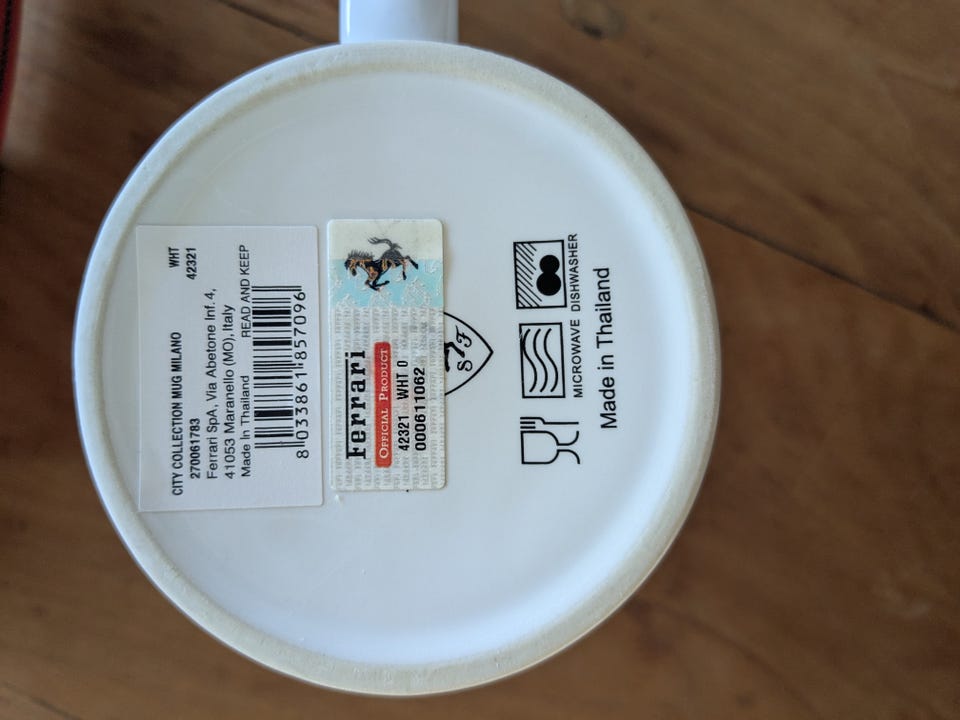 CITY COLLECTION MUG MILANO WHT
270061783 42321
Ferrari SpA, Via Abetone Inf. 4,
41053 Maranello (MO), Italy
Made In Thailand READ AND KEEP
8 033861 857096
Ferrari
OFFICIAL PRODUCT
42321 WHT 0
000611062
S F
MICROWAVE DISHWASHER
Made in Thailand